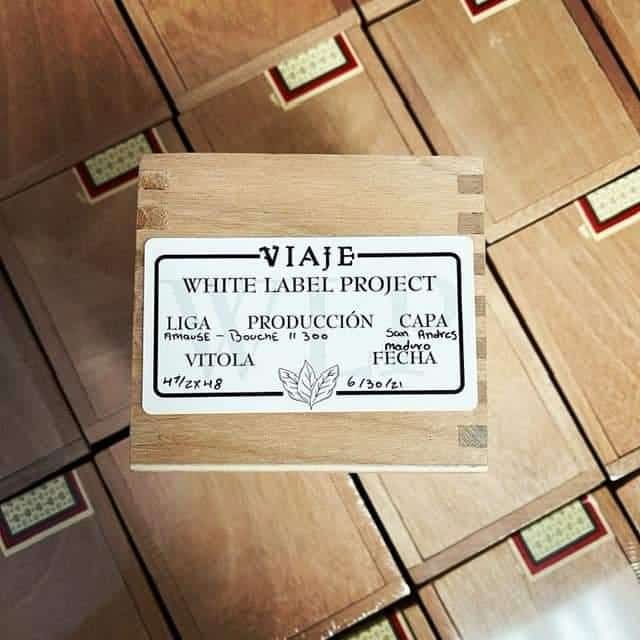 VIAJE
WHITE LABEL PROJECT
LIGA PRODUCCIÓN CAPA
Amause - Bouche 11 300 San Andres
maduro
VITOLA FECHA
4 1/2 x 48 6/30/21
WLP